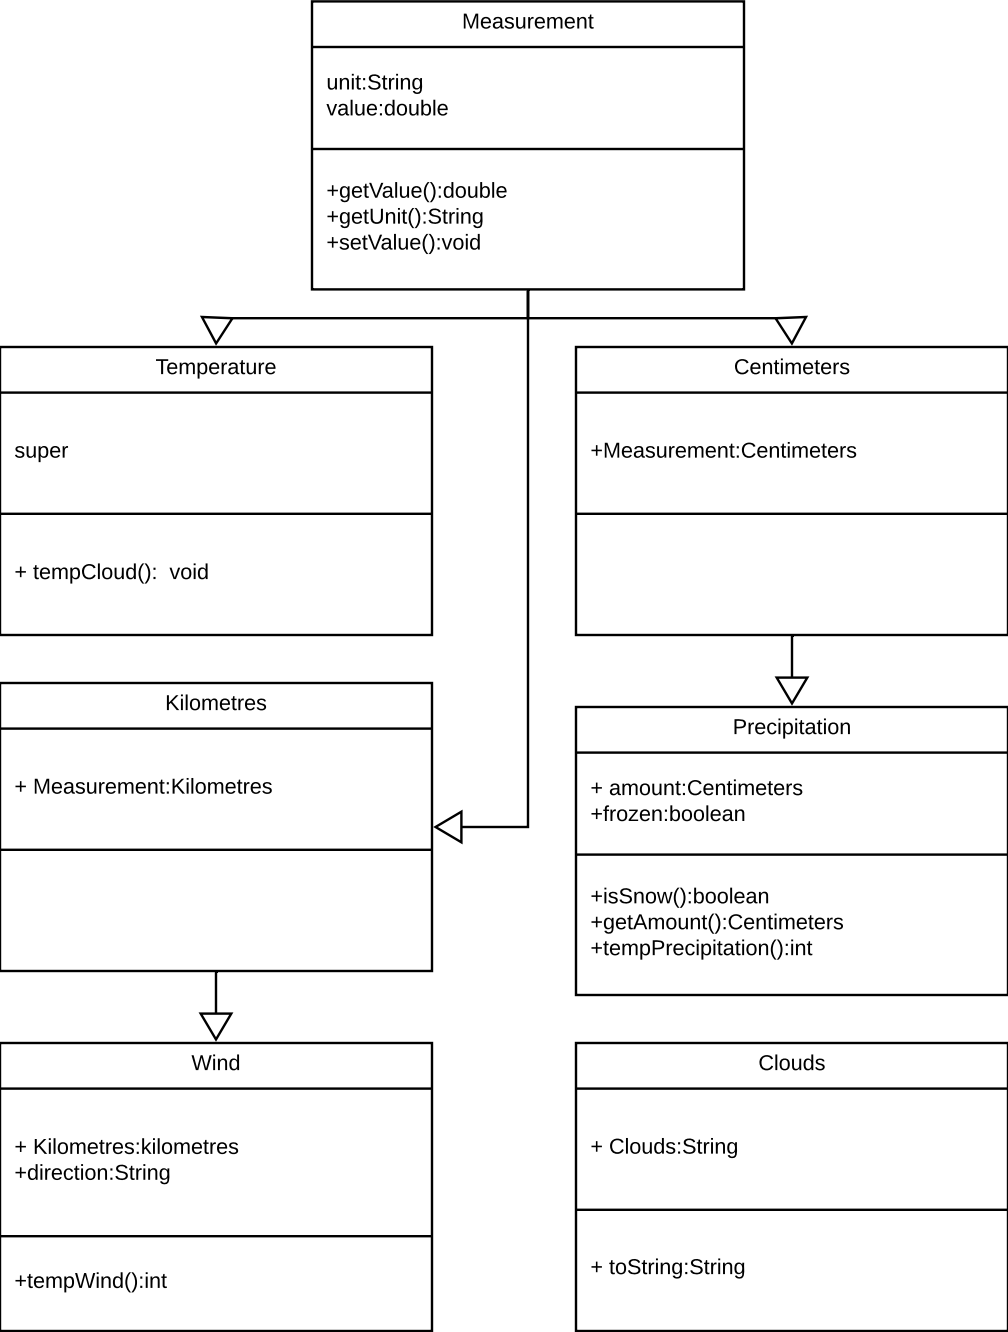 Measurement
unit:String
value:double
+getValue():double
+getUnit():String
+setValue():void
Temperature
super
+ tempCloud():  void
Centimeters
+Measurement:Centimeters
Kilometres
+ Measurement:Kilometres
Precipitation
+ amount:Centimeters
+frozen:boolean
+isSnow():boolean
+getAmount():Centimeters
+tempPrecipitation():int
Wind
+ Kilometres:kilometres
+direction:String
+tempWind():int
Clouds
+ Clouds:String
+ toString:String